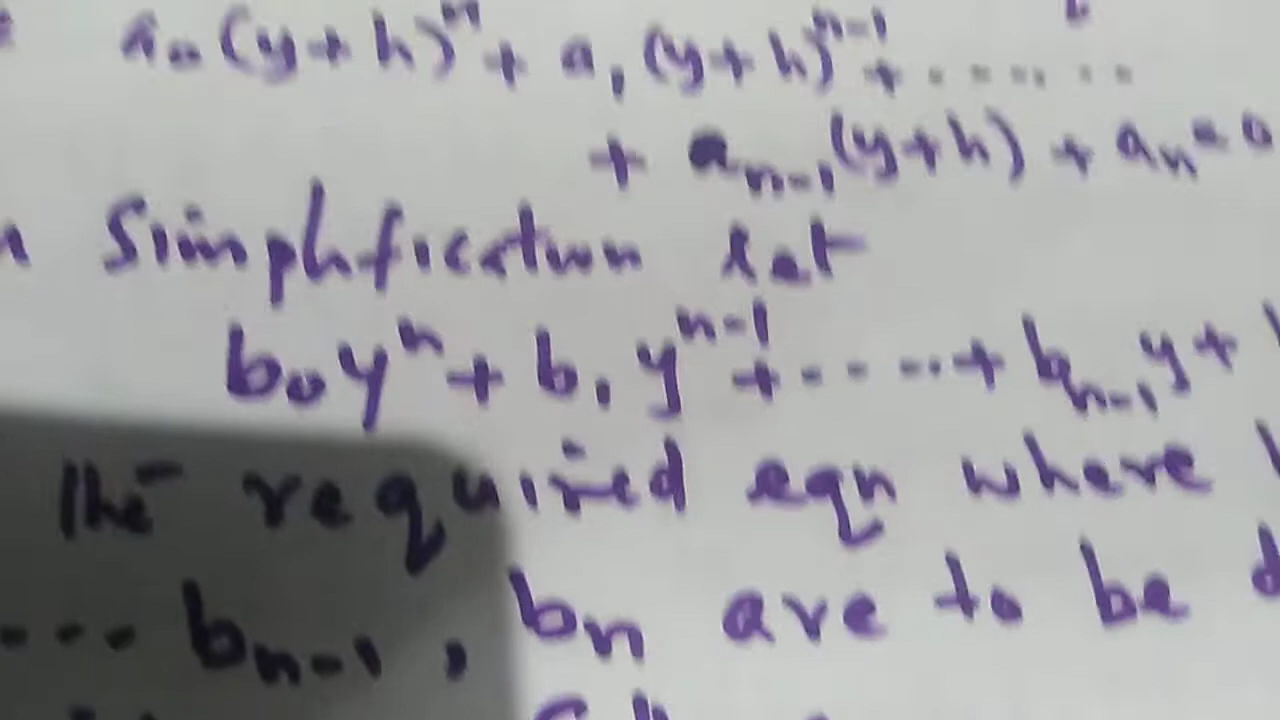 a₀(y+h)ⁿ + a₁(y+h)ⁿ⁻¹ + ......
+ aₙ₋₁(y+h) + aₙ = 0
Simplification let
b₀yⁿ + b₁yⁿ⁻¹ + ..... + bₙ₋₁y +
the required eqn where
... bₙ₋₁, bₙ are to be